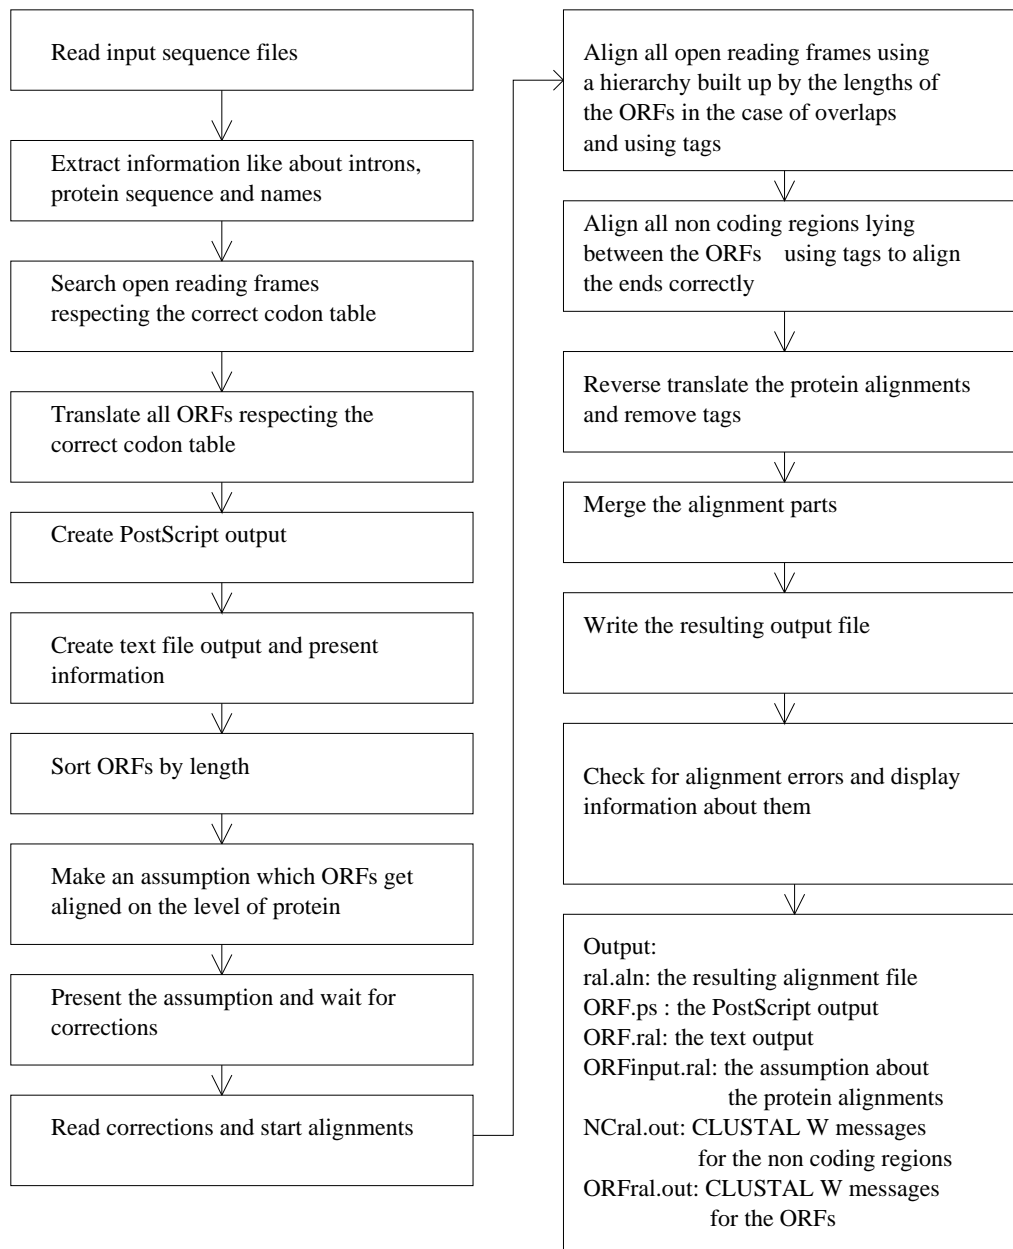 Read input sequence files
Extract information like about introns,
protein sequence and names
Search open reading frames
respecting the correct codon table
Translate all ORFs respecting the
correct codon table
Create PostScript output
Create text file output and present
information
Sort ORFs by length
Make an assumption which ORFs get
aligned on the level of protein
Present the assumption and wait for
corrections
Read corrections and start alignments
Align all open reading frames using
a hierarchy built up by the lengths of
the ORFs in the case of overlaps
and using tags
Align all non coding regions lying
between the ORFs using tags to align
the ends correctly
Reverse translate the protein alignments
and remove tags
Merge the alignment parts
Write the resulting output file
Check for alignment errors and display
information about them
Output:
ral.aln: the resulting alignment file
ORF.ps : the PostScript output
ORF.ral: the text output
ORFinput.ral: the assumption about
the protein alignments
NCral.out: CLUSTAL W messages
for the non coding regions
ORFral.out: CLUSTAL W messages
for the ORFs